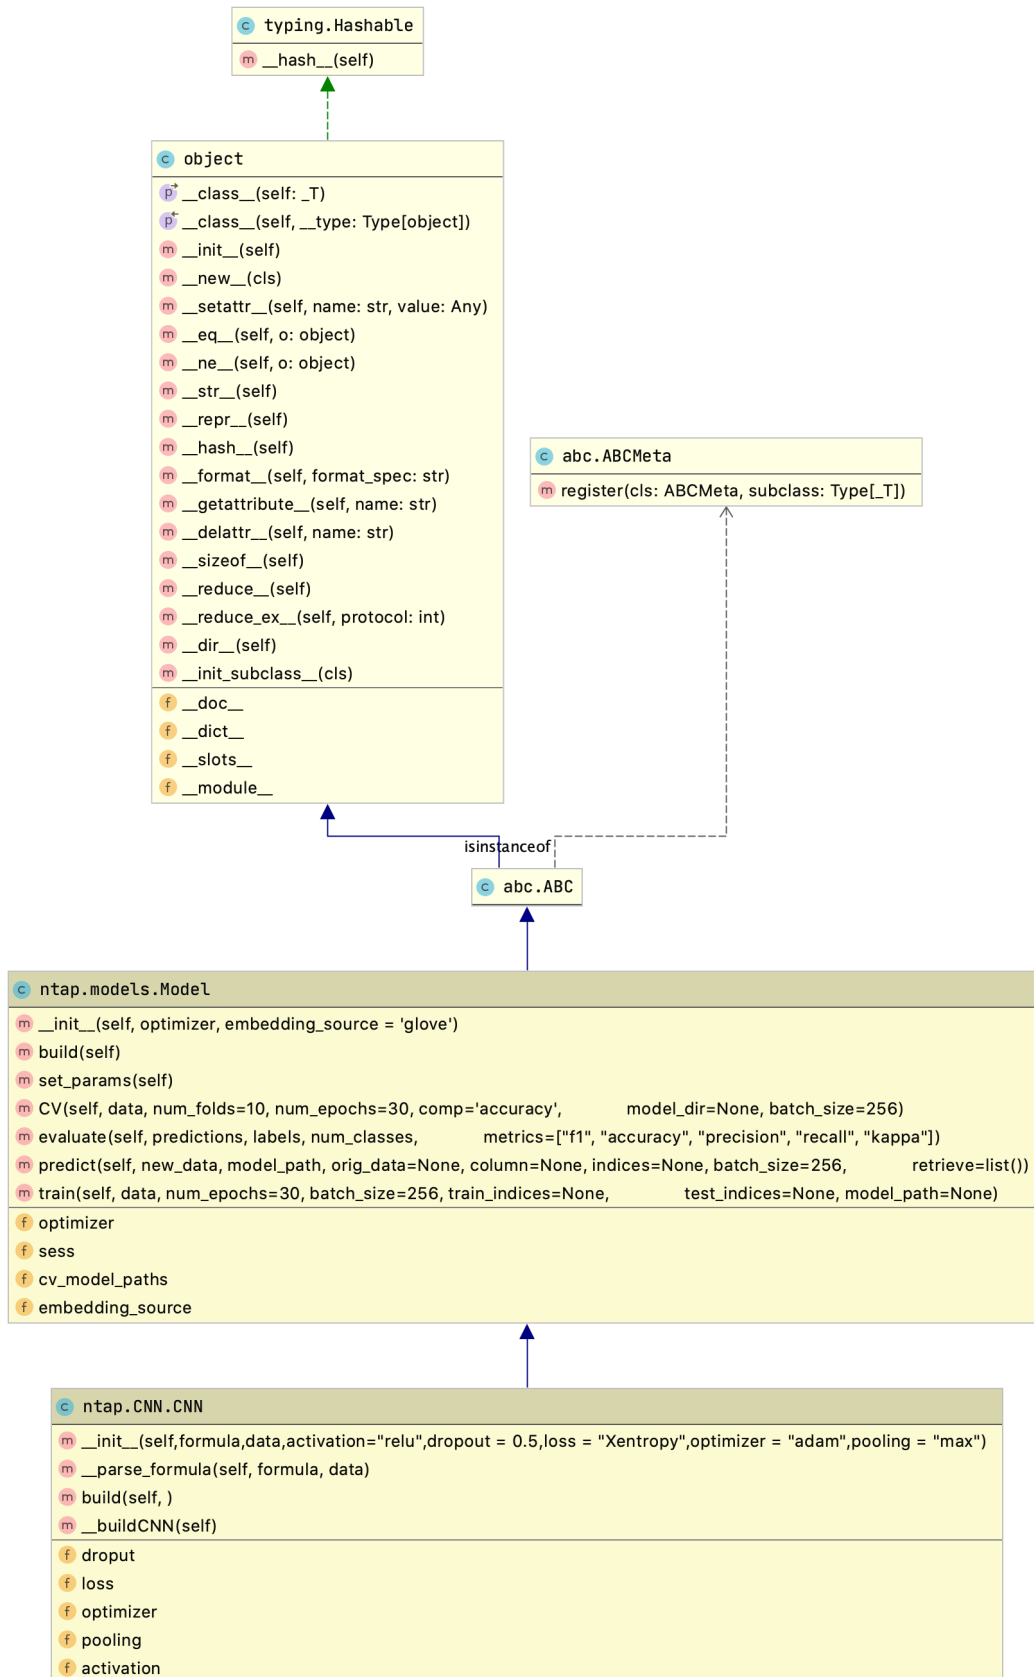 c typing.Hashable
m __hash__(self)
c object
p __class__(self: _T)
p __class__(self, __type: Type[object])
m __init__(self)
m __new__(cls)
m __setattr__(self, name: str, value: Any)
m __eq__(self, o: object)
m __ne__(self, o: object)
m __str__(self)
m __repr__(self)
m __hash__(self)
m __format__(self, format_spec: str)
m __getattribute__(self, name: str)
m __delattr__(self, name: str)
m __sizeof__(self)
m __reduce__(self)
m __reduce_ex__(self, protocol: int)
m __dir__(self)
m __init_subclass__(cls)
f __doc__
f __dict__
f __slots__
f __module__
c abc.ABCMeta
m register(cls: ABCMeta, subclass: Type[_T])
isinstanceof
c abc.ABC
c ntap.models.Model
m __init__(self, optimizer, embedding_source = 'glove')
m build(self)
m set_params(self)
m CV(self, data, num_folds=10, num_epochs=30, comp='accuracy', model_dir=None, batch_size=256)
m evaluate(self, predictions, labels, num_classes, metrics=["f1", "accuracy", "precision", "recall", "kappa"])
m predict(self, new_data, model_path, orig_data=None, column=None, indices=None, batch_size=256, retrieve=list())
m train(self, data, num_epochs=30, batch_size=256, train_indices=None, test_indices=None, model_path=None)
f optimizer
f sess
f cv_model_paths
f embedding_source
c ntap.CNN.CNN
m __init__(self,formula,data,activation="relu",dropout = 0.5,loss = "Xentropy",optimizer = "adam",pooling = "max")
m __parse_formula(self, formula, data)
m build(self, )
m __buildCNN(self)
f droput
f loss
f optimizer
f pooling
f activation